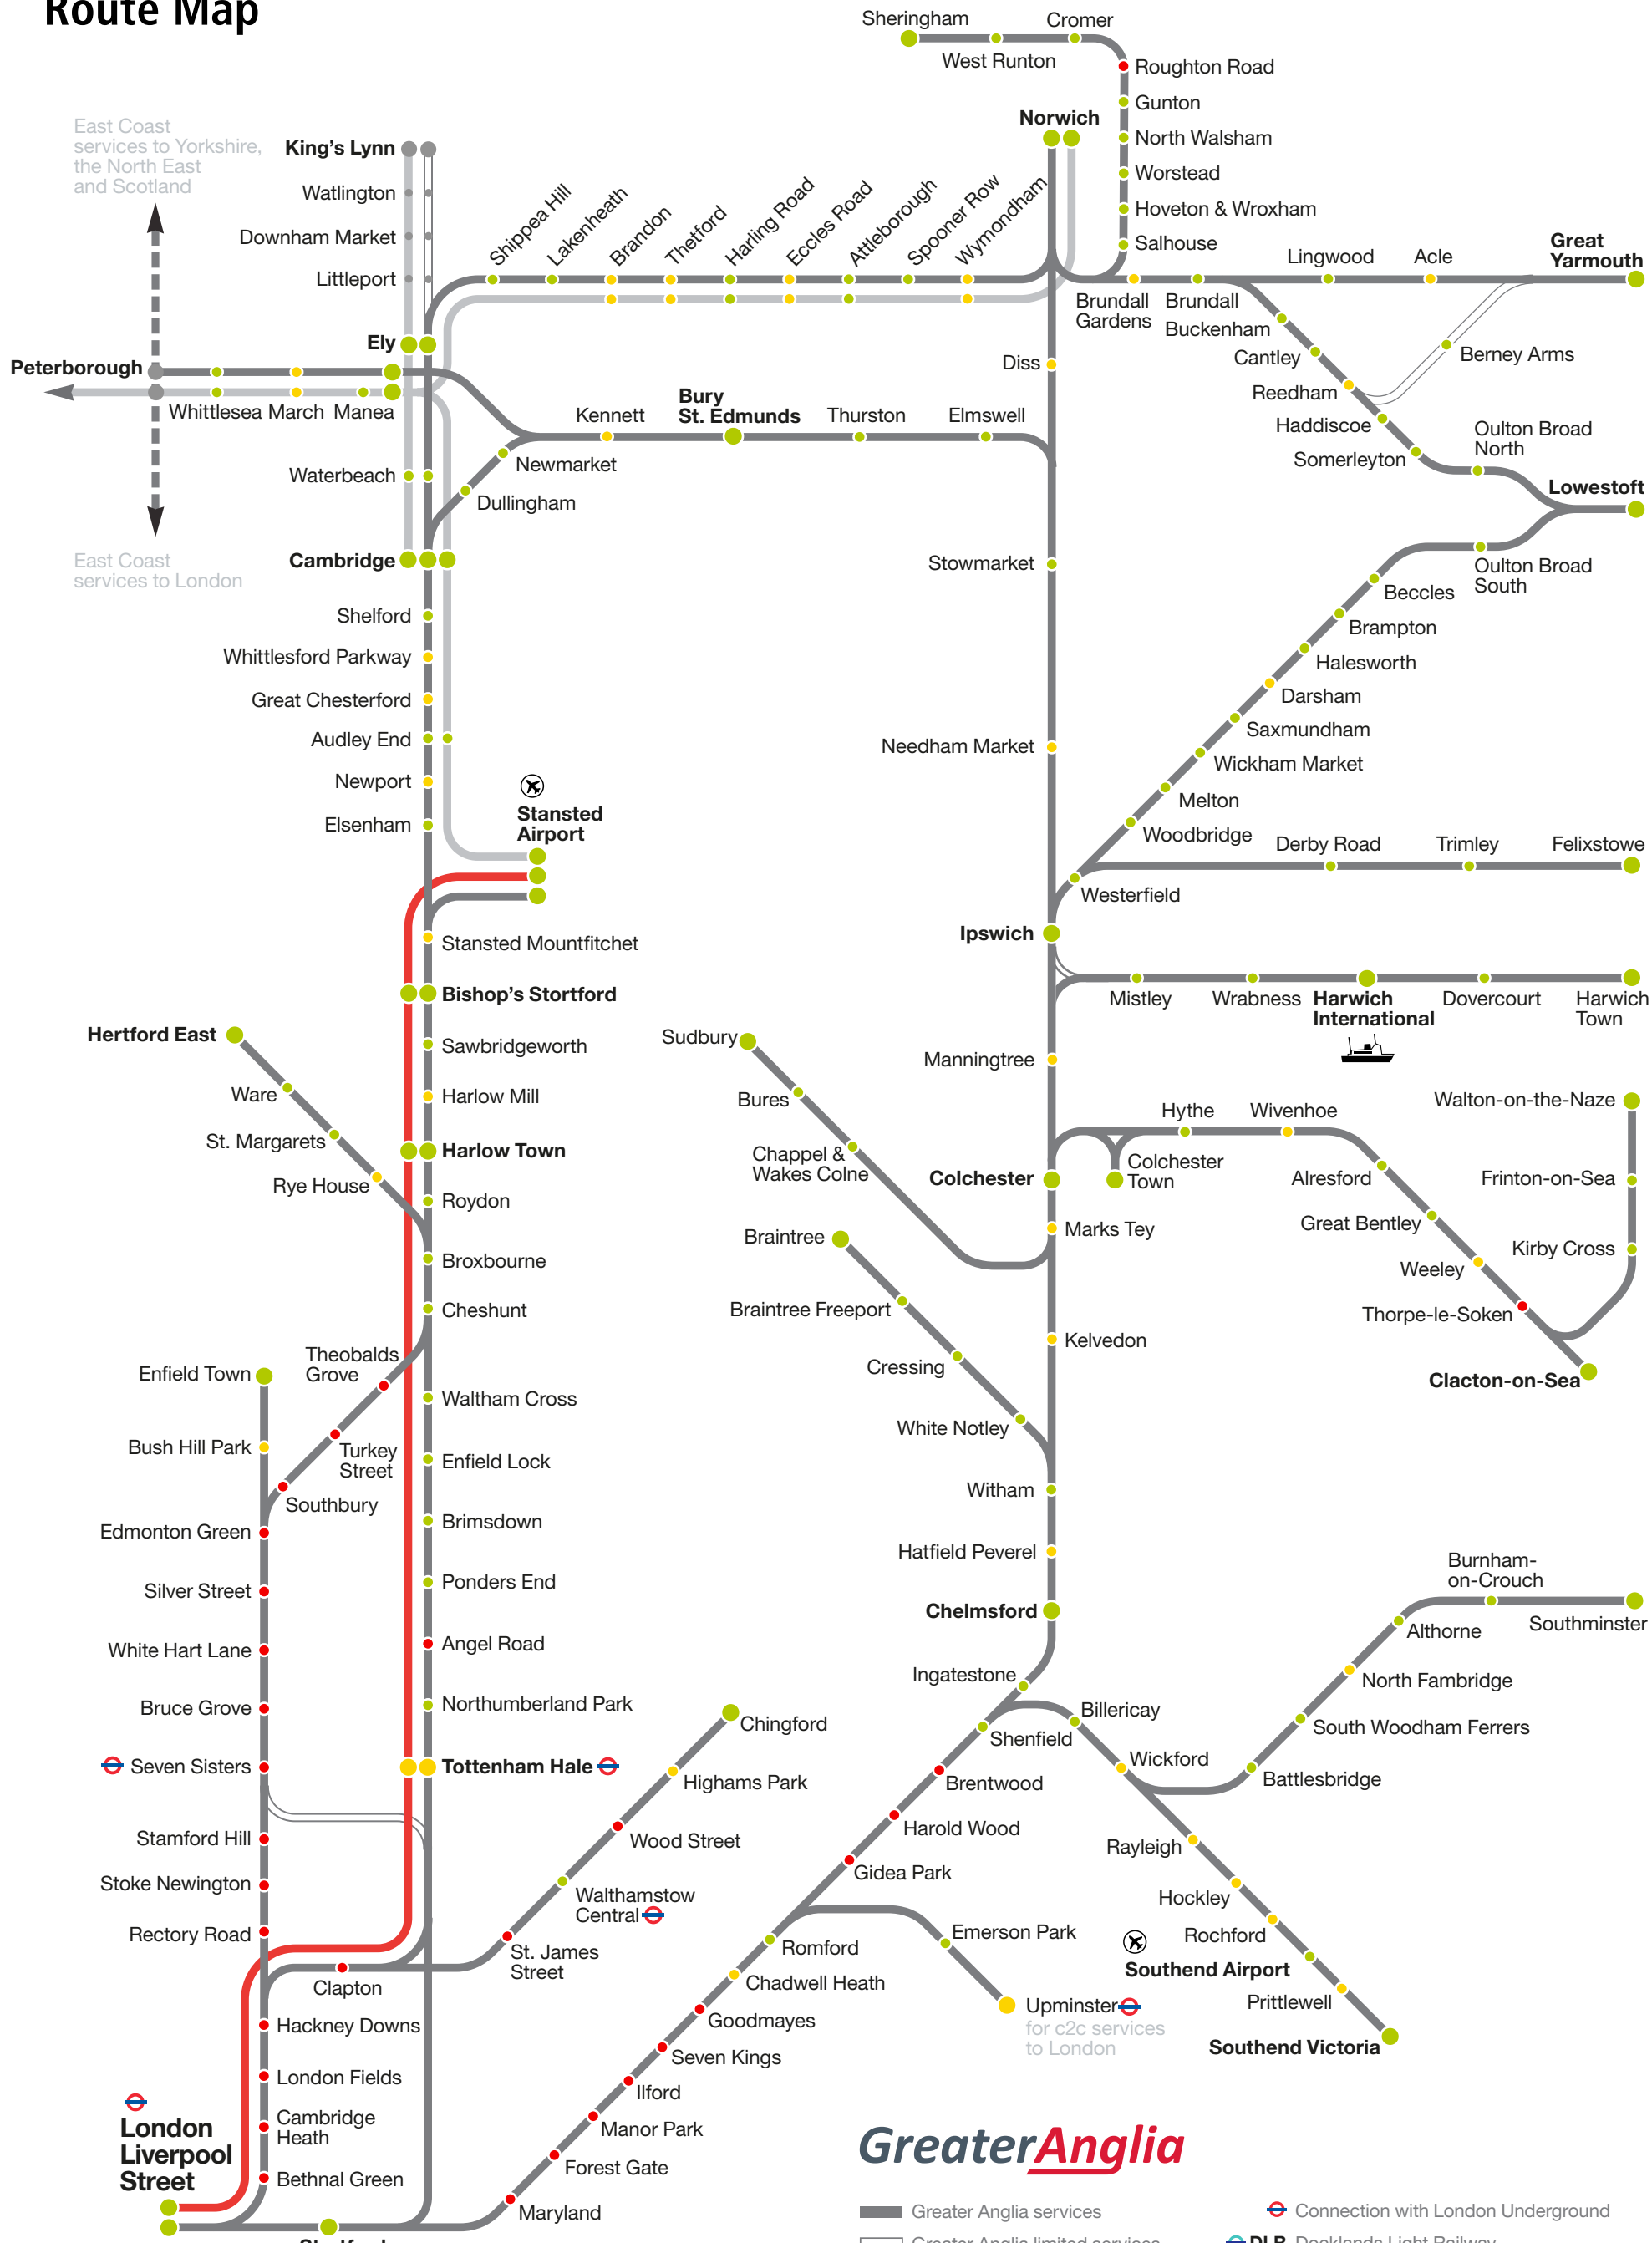 Route Map
Sheringham
Cromer
West Runton
Roughton Road
Gunton
North Walsham
Worstead
Hoveton & Wroxham
Salhouse
Norwich
East Coast
services to Yorkshire,
the North East
and Scotland
King's Lynn
Watlington
Downham Market
Littleport
Ely
Shippea Hill
Lakenheath
Brandon
Thetford
Harling Road
Eccles Road
Attleborough
Spooner Row
Wymondham
Brundall
Gardens
Brundall
Lingwood
Acle
Great
Yarmouth
Buckenham
Cantley
Reedham
Berney Arms
Haddiscoe
Somerleyton
Oulton Broad
North
Lowestoft
Oulton Broad
South
Beccles
Brampton
Halesworth
Darsham
Saxmundham
Wickham Market
Melton
Woodbridge
Westerfield
Derby Road
Trimley
Felixstowe
Peterborough
Whittlesea
March
Manea
East Coast
services to London
Diss
Kennett
Bury
St. Edmunds
Thurston
Elmswell
Newmarket
Dullingham
Waterbeach
Cambridge
Stowmarket
Needham Market
Ipswich
Shelford
Whittlesford Parkway
Great Chesterford
Audley End
Newport
Elsenham
Stansted
Airport
Stansted Mountfitchet
Bishop's Stortford
Sawbridgeworth
Harlow Mill
Harlow Town
Roydon
Broxbourne
Cheshunt
Hertford East
Ware
St. Margarets
Rye House
Mistley
Wrabness
Harwich
International
Dovercourt
Harwich
Town
Manningtree
Sudbury
Bures
Chappel &
Wakes Colne
Colchester
Colchester
Town
Hythe
Wivenhoe
Alresford
Great Bentley
Weeley
Thorpe-le-Soken
Clacton-on-Sea
Walton-on-the-Naze
Frinton-on-Sea
Kirby Cross
Marks Tey
Kelvedon
Braintree
Braintree Freeport
Cressing
White Notley
Witham
Hatfield Peverel
Chelmsford
Ingatestone
Shenfield
Billericay
Wickford
Battlesbridge
South Woodham Ferrers
North Fambridge
Althorne
Burnham-
on-Crouch
Southminster
Rayleigh
Hockley
Rochford
Southend Airport
Prittlewell
Southend Victoria
Theobalds
Grove
Turkey
Street
Southbury
Enfield Town
Bush Hill Park
Edmonton Green
Silver Street
White Hart Lane
Bruce Grove
Seven Sisters
Stamford Hill
Stoke Newington
Rectory Road
Waltham Cross
Enfield Lock
Brimsdown
Ponders End
Angel Road
Northumberland Park
Tottenham Hale
Chingford
Highams Park
Wood Street
Walthamstow
Central
St. James
Street
Clapton
Hackney Downs
London Fields
Cambridge
Heath
Bethnal Green
London
Liverpool
Street
Brentwood
Harold Wood
Gidea Park
Romford
Emerson Park
Upminster
for c2c services
to London
Chadwell Heath
Goodmayes
Seven Kings
Ilford
Manor Park
Forest Gate
Maryland
Stratford
GreaterAnglia
Greater Anglia services
Connection with London Underground
Greater Anglia limited services
DLR Docklands Light Railway